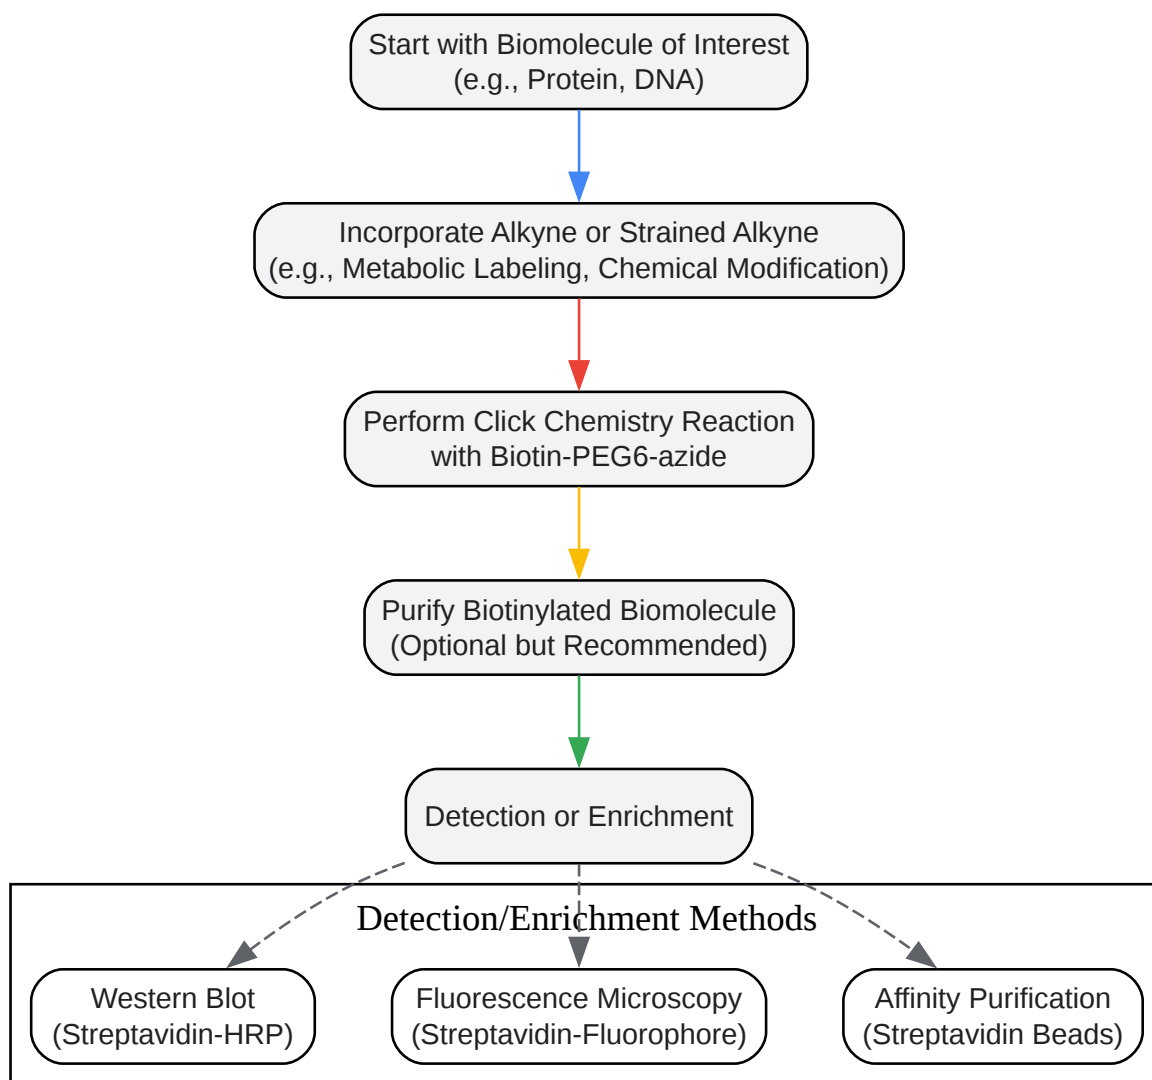 Start with Biomolecule of Interest
(e.g., Protein, DNA)
Incorporate Alkyne or Strained Alkyne
(e.g., Metabolic Labeling, Chemical Modification)
Perform Click Chemistry Reaction
with Biotin-PEG6-azide
Purify Biotinylated Biomolecule
(Optional but Recommended)
Detection or Enrichment
Detection/Enrichment Methods
Western Blot
(Streptavidin-HRP)
Fluorescence Microscopy
(Streptavidin-Fluorophore)
Affinity Purification
(Streptavidin Beads)